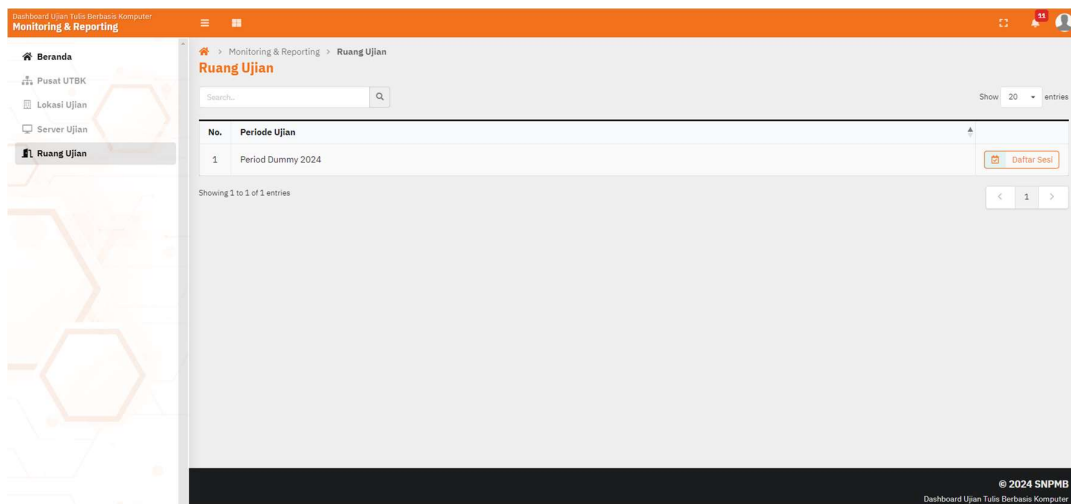 Dashboard Ujian Tulis Berbasis Komputer
Monitoring & Reporting
11
Beranda
Pusat UTBK
Lokasi Ujian
Server Ujian
Ruang Ujian
> Monitoring & Reporting > Ruang Ujian
Ruang Ujian
Search...
Show 20 entries
No. Periode Ujian
1 Period Dummy 2024 Daftar Sesi
Showing 1 to 1 of 1 entries
< 1 >
© 2024 SNPMB
Dashboard Ujian Tulis Berbasis Komputer